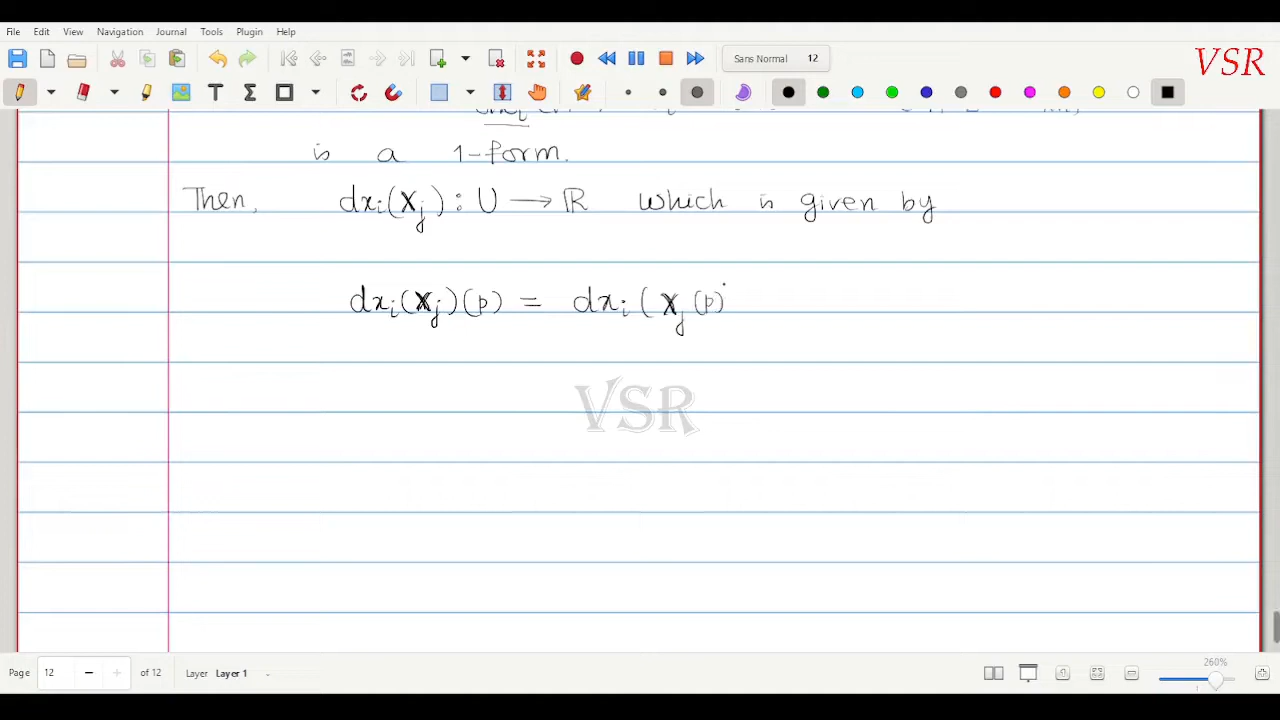 File Edit View Navigation Journal Tools Plugin Help
Sans Normal 12
VSR
is a 1-form.
Then, dxi(Xj) : U → ℝ which is given by
dxi(Xj)(p) = dxi(Xj(p)
VSR
Page 12 of 12 Layer Layer 1 260%